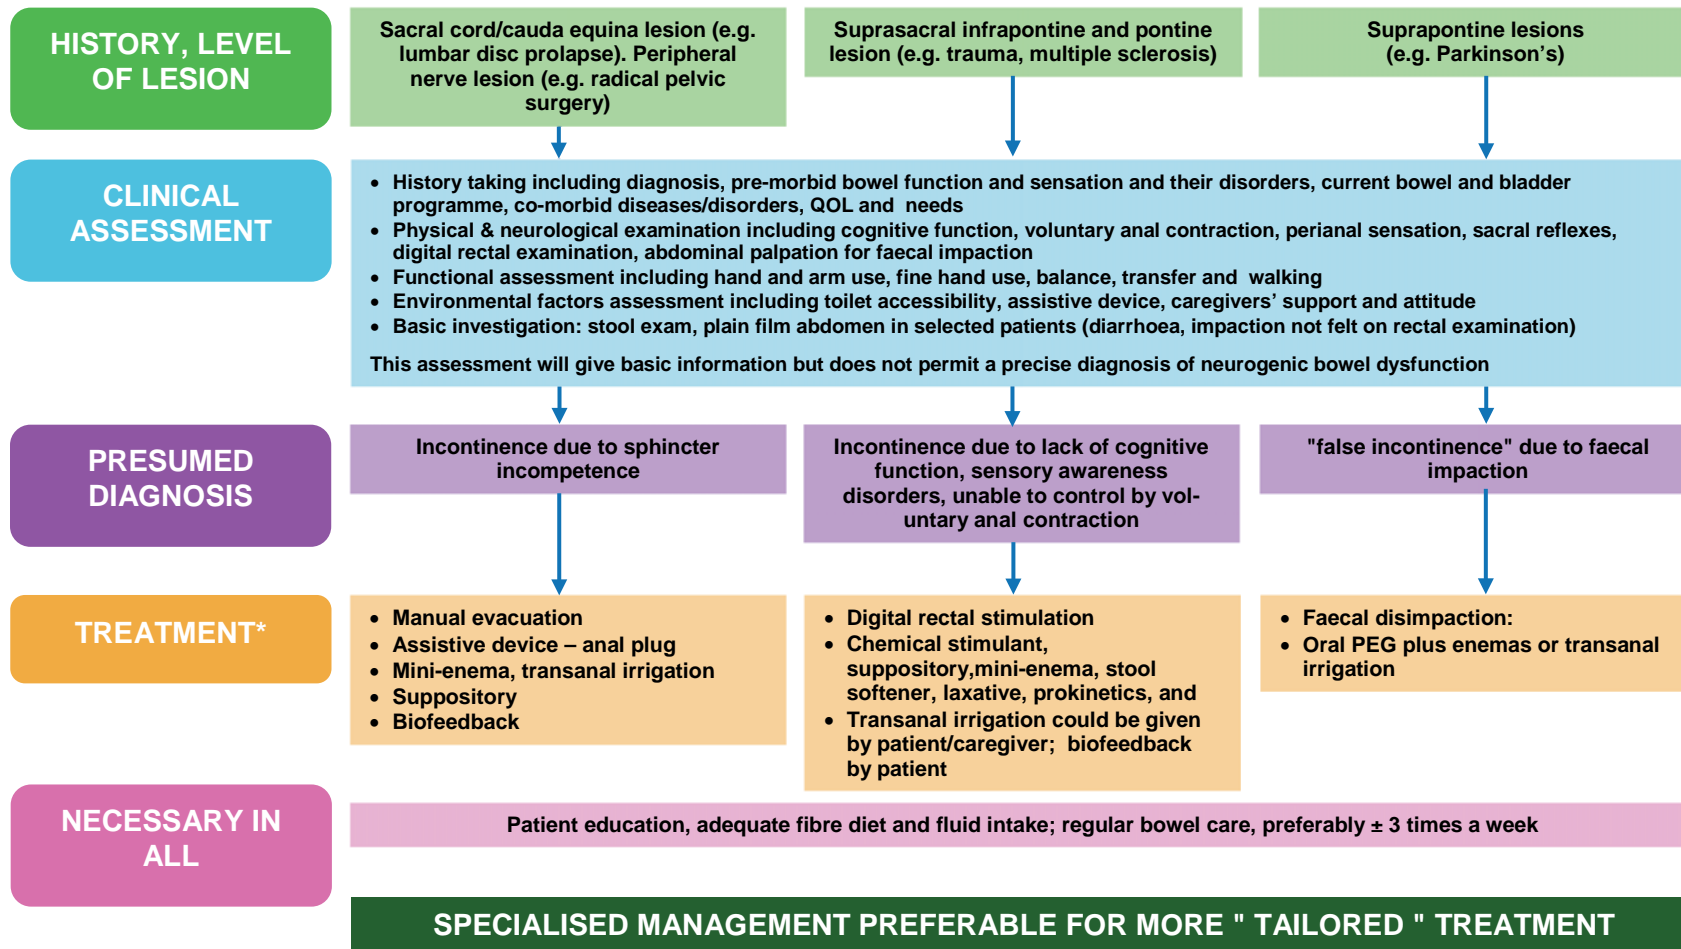 HISTORY, LEVEL
OF LESION
Sacral cord/cauda equina lesion (e.g.
lumbar disc prolapse). Peripheral
nerve lesion (e.g. radical pelvic
surgery)
Suprasacral infrapontine and pontine
lesion (e.g. trauma, multiple sclerosis)
Suprapontine lesions
(e.g. Parkinson’s)
CLINICAL
ASSESSMENT
• History taking including diagnosis, pre-morbid bowel function and sensation and their disorders, current bowel and bladder
programme, co-morbid diseases/disorders, QOL and needs
• Physical & neurological examination including cognitive function, voluntary anal contraction, perianal sensation, sacral reflexes,
digital rectal examination, abdominal palpation for faecal impaction
• Functional assessment including hand and arm use, fine hand use, balance, transfer and walking
• Environmental factors assessment including toilet accessibility, assistive device, caregivers’ support and attitude
• Basic investigation: stool exam, plain film abdomen in selected patients (diarrhoea, impaction not felt on rectal examination)
This assessment will give basic information but does not permit a precise diagnosis of neurogenic bowel dysfunction
PRESUMED
DIAGNOSIS
Incontinence due to sphincter
incompetence
Incontinence due to lack of cognitive
function, sensory awareness
disorders, unable to control by vol-
untary anal contraction
"false incontinence" due to faecal
impaction
TREATMENT*
• Manual evacuation
• Assistive device – anal plug
• Mini-enema, transanal irrigation
• Suppository
• Biofeedback
• Digital rectal stimulation
• Chemical stimulant,
suppository,mini-enema, stool
softener, laxative, prokinetics, and
• Transanal irrigation could be given
by patient/caregiver; biofeedback
by patient
• Faecal disimpaction:
• Oral PEG plus enemas or transanal
irrigation
NECESSARY IN
ALL
Patient education, adequate fibre diet and fluid intake; regular bowel care, preferably ± 3 times a week
SPECIALISED MANAGEMENT PREFERABLE FOR MORE " TAILORED " TREATMENT